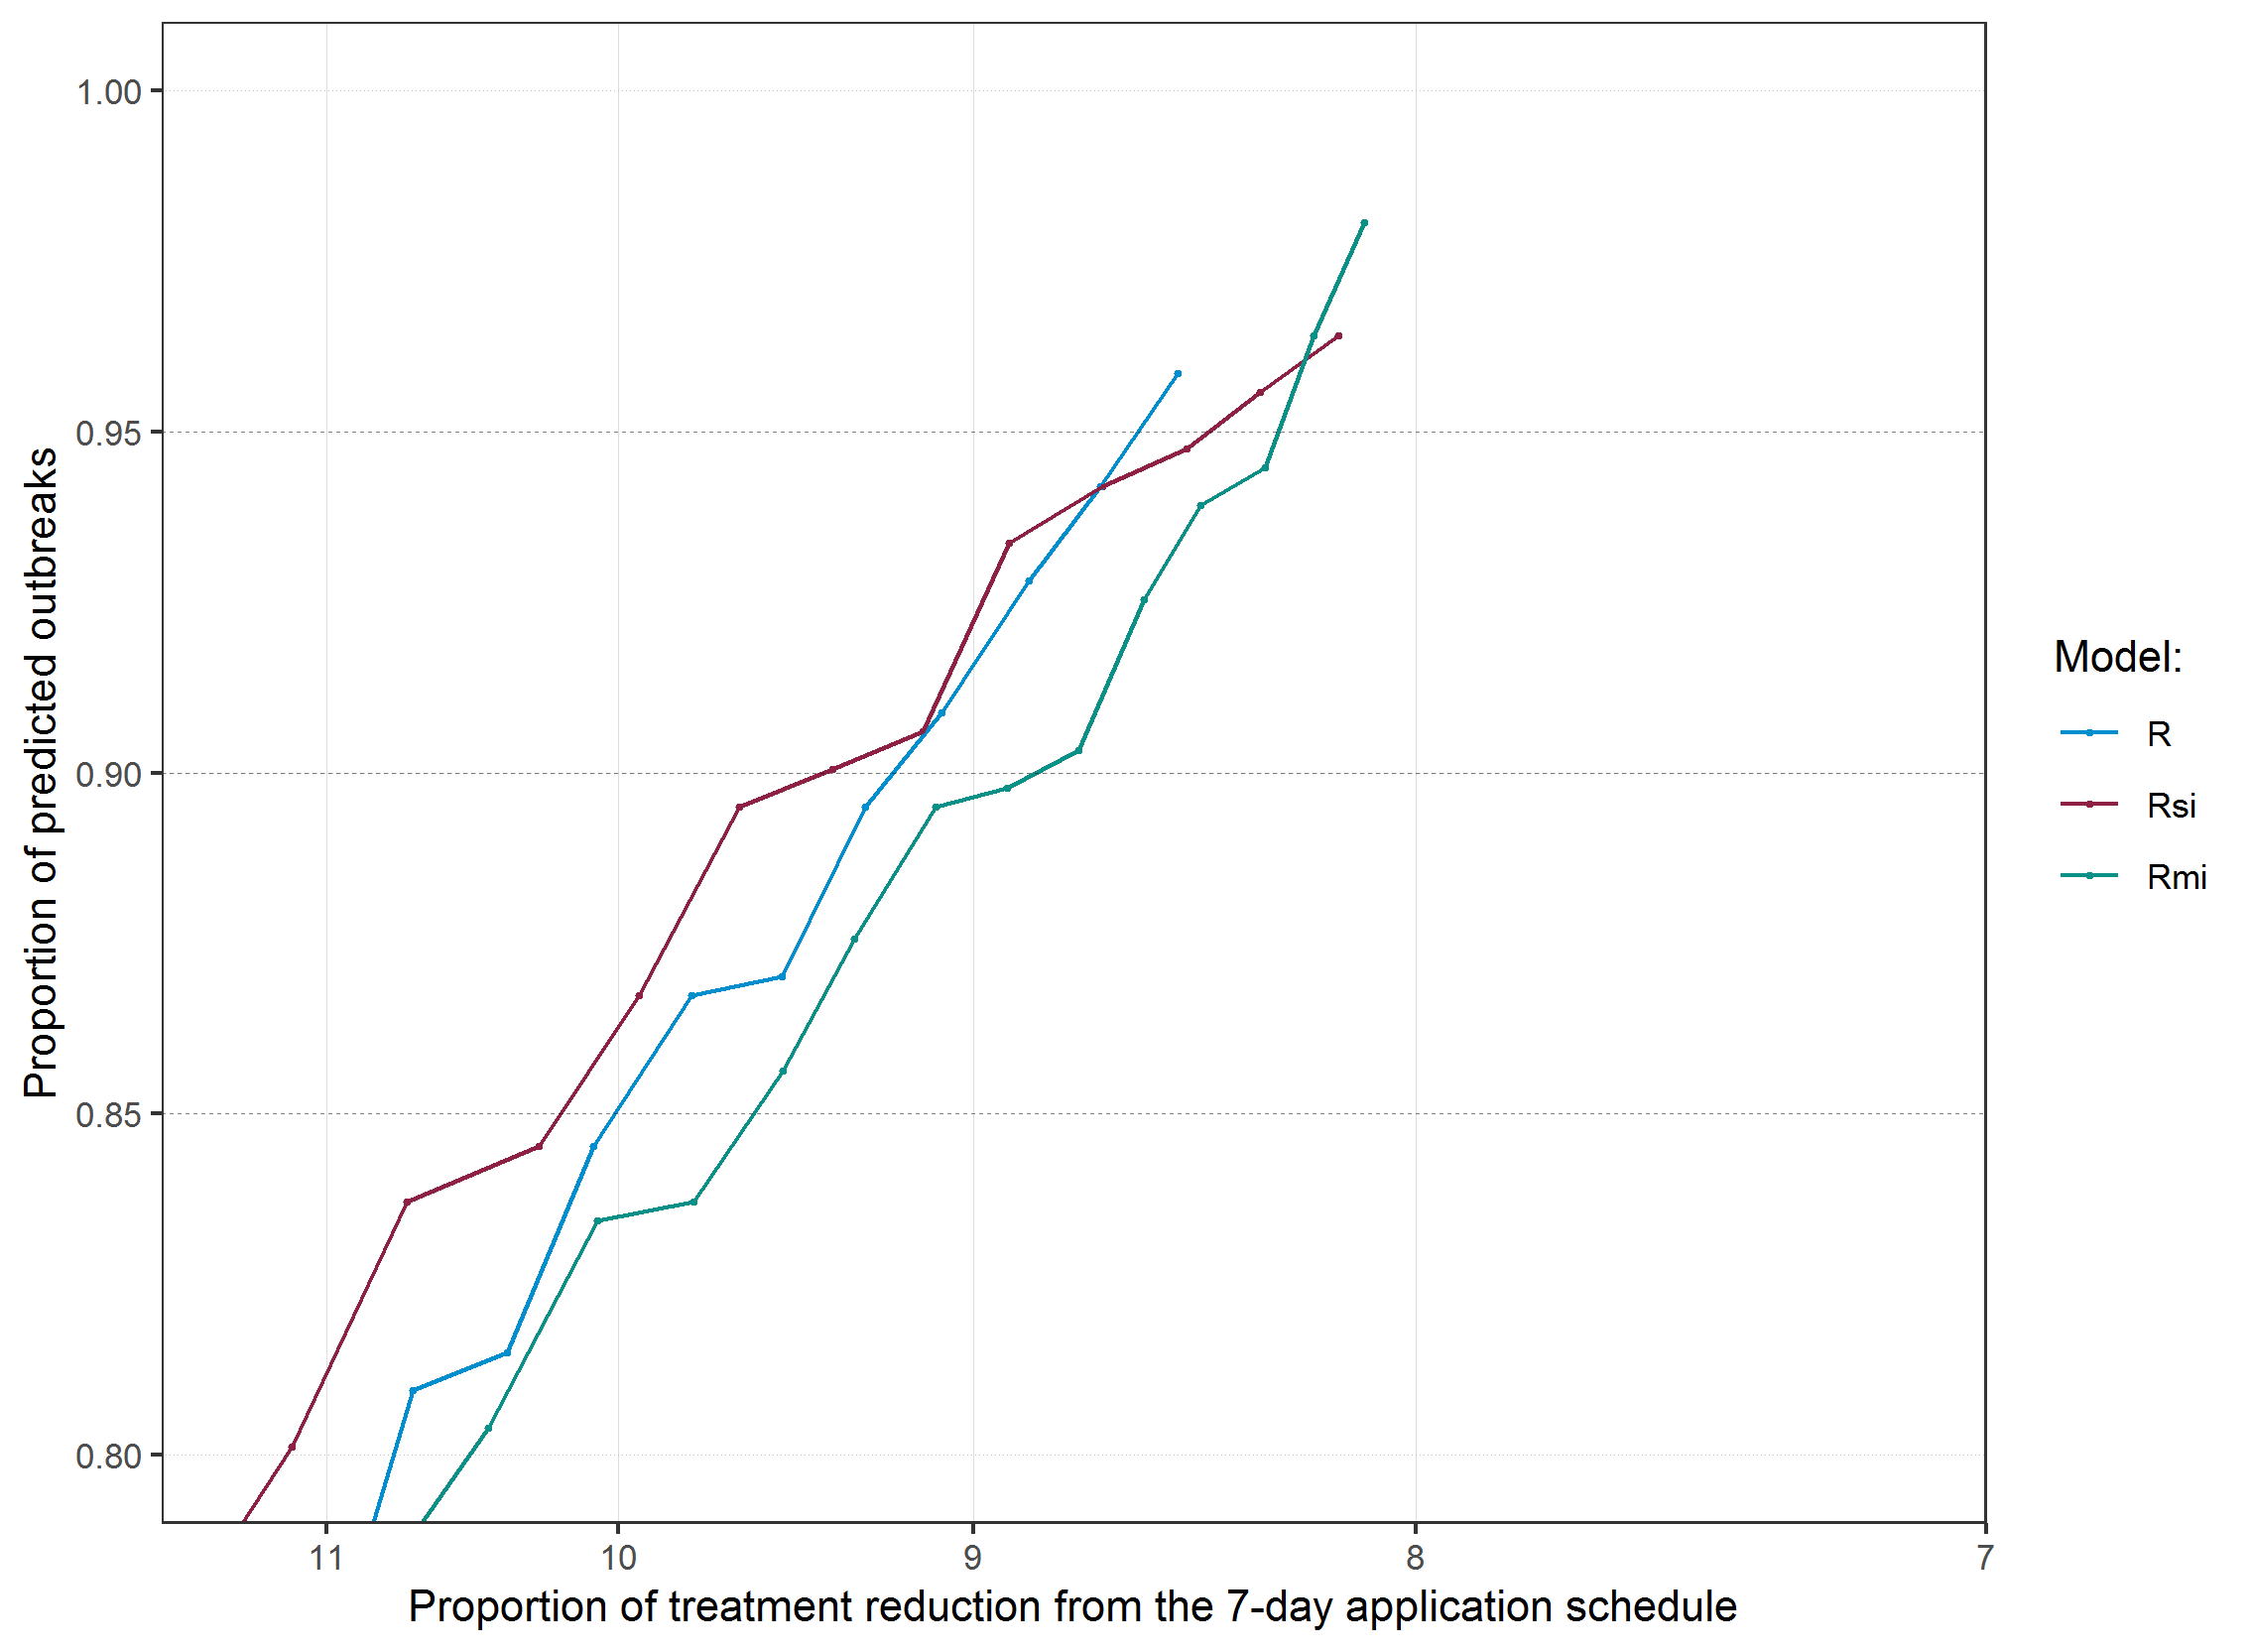 Proportion of predicted outbreaks
1.00
0.95
0.90
0.85
0.80
11 10 9 8 7
Proportion of treatment reduction from the 7-day application schedule
Model:
R
Rsi
Rmi